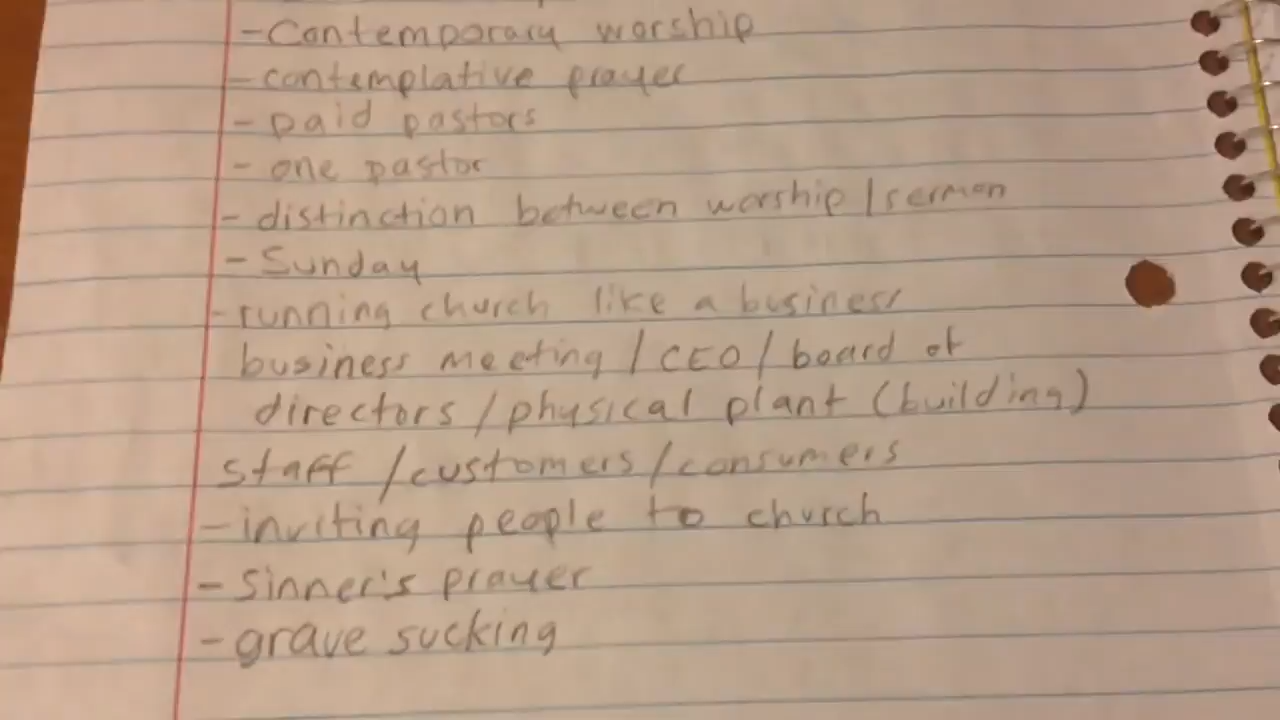 - Contemporary worship
- contemplative prayer
- paid pastors
- one pastor
- distinction between worship/sermon
- Sunday
- running church like a business
business meeting/CEO/board of
directors/physical plant (building)
staff/customers/consumers
- inviting people to church
- Sinner's prayer
- grave sucking